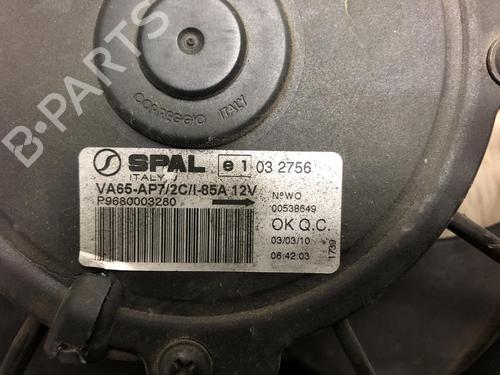 CORREGGIO ITALY
B-PARTS
SPAL e 1 03 2756
ITALY
VA65-AP7/2C/I-85A 12V
P9680003280
N°WO
00538649
OK Q.C.
03/03/10
06:42:03
1739